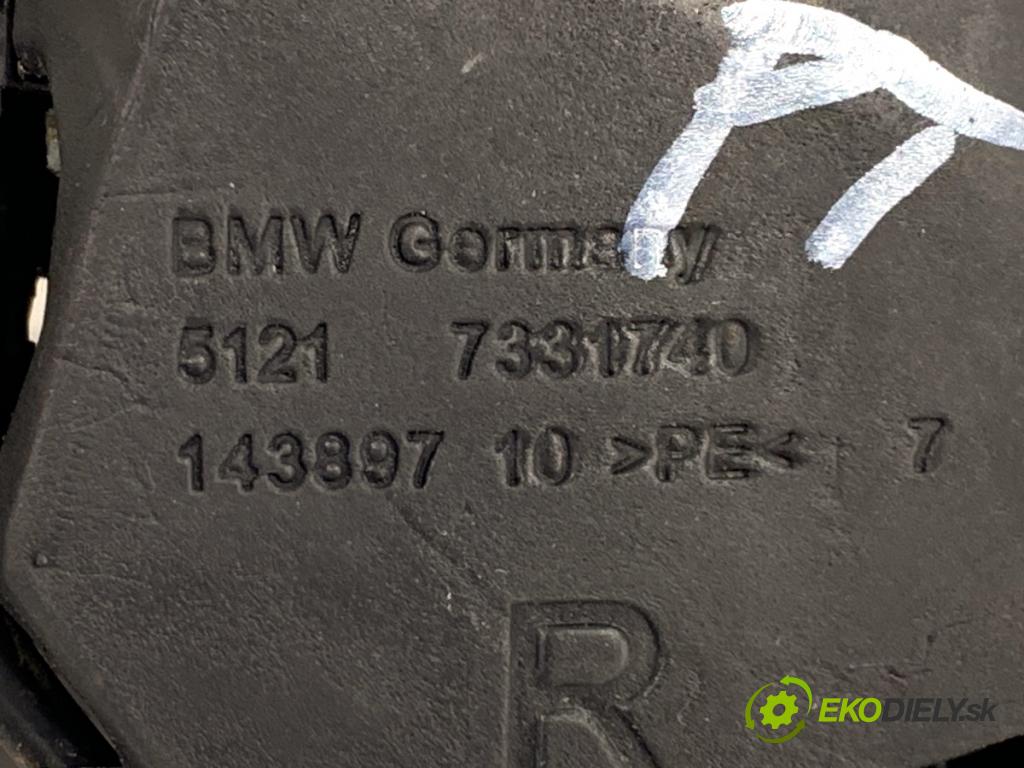 BMW Germany
5121 7331740
143897 10 >PE< 7
R
EKODIELY.sk